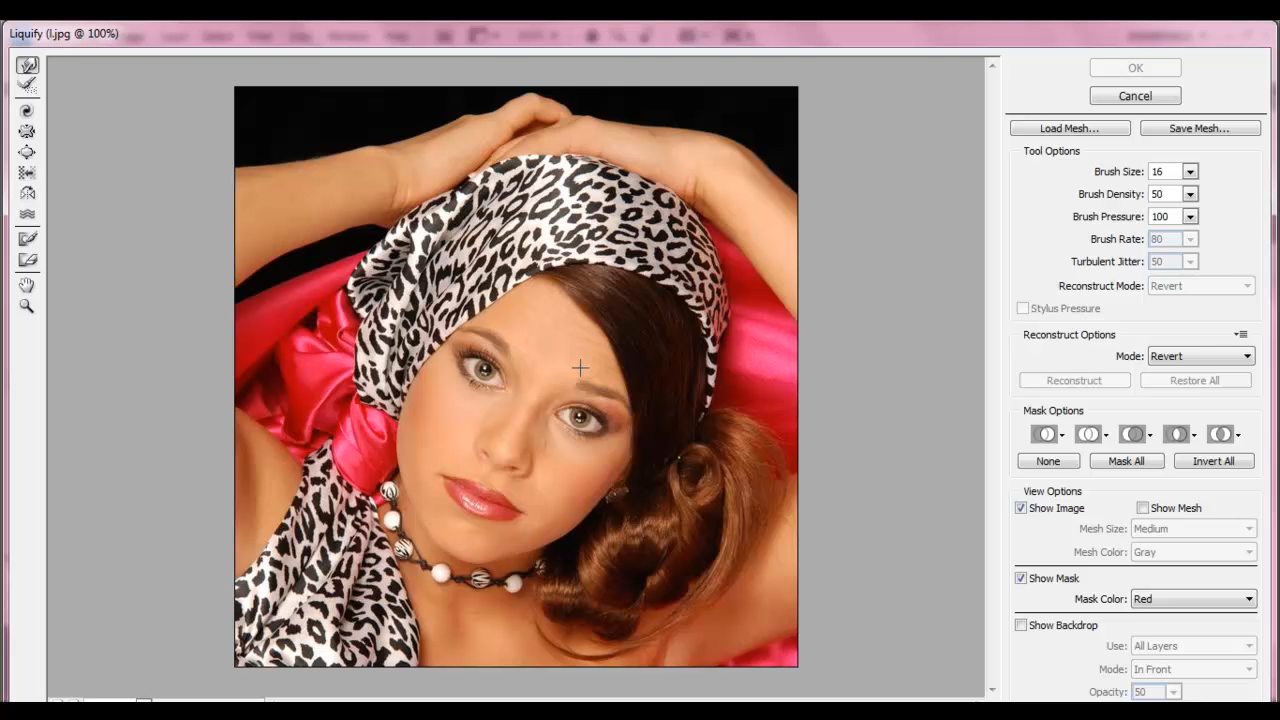 Liquify (l.jpg @ 100%)
OK
Cancel
Load Mesh... Save Mesh...
Tool Options
Brush Size: 16
Brush Density: 50
Brush Pressure: 100
Brush Rate: 80
Turbulent Jitter: 50
Reconstruct Mode: Revert
Stylus Pressure
Reconstruct Options
Mode: Revert
Reconstruct Restore All
Mask Options
None Mask All Invert All
View Options
Show Image Show Mesh
Mesh Size: Medium
Mesh Color: Gray
Show Mask
Mask Color: Red
Show Backdrop
Use: All Layers
Mode: In Front
Opacity: 50